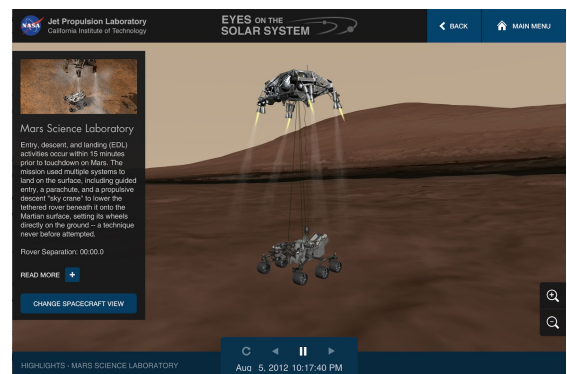 NASA
Jet Propulsion Laboratory
California Institute of Technology
EYES ON THE
SOLAR SYSTEM
BACK
MAIN MENU
Mars Science Laboratory
Entry, descent, and landing (EDL)
activities occur within 15 minutes
prior to touchdown on Mars. The
mission used multiple systems to
land on the surface, including guided
entry, a parachute, and a propulsive
descent "sky crane" to lower the
tethered rover beneath it onto the
Martian surface, setting its wheels
directly on the ground – a technique
never before attempted.
Rover Separation: 00:00.0
READ MORE +
CHANGE SPACECRAFT VIEW
HIGHLIGHTS › MARS SCIENCE LABORATORY
Aug 5, 2012 10:17:40 PM